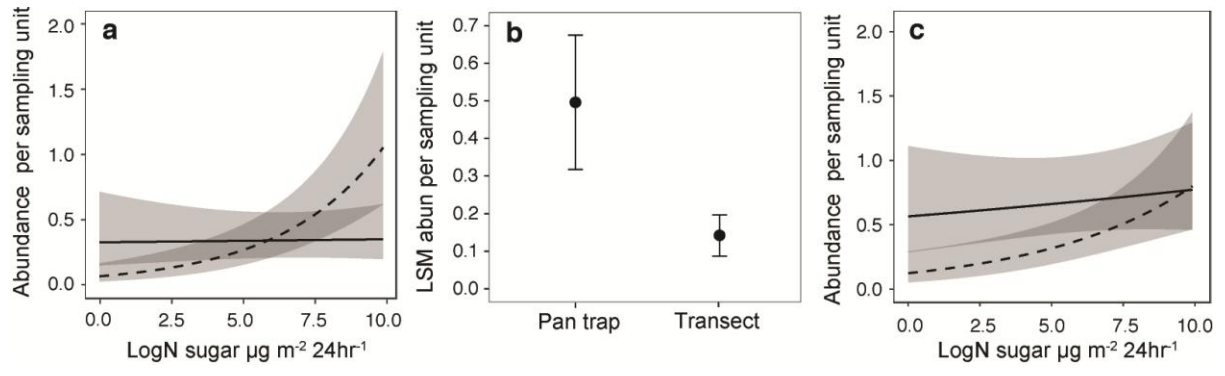 a
Abundance per sampling unit
2.0
1.5
1.0
0.5
0.0
0.0 2.5 5.0 7.5 10.0
LogN sugar µg m⁻² 24hr⁻¹
b
LSM abun per sampling unit
0.7
0.6
0.5
0.4
0.3
0.2
0.1
0.0
Pan trap Transect
c
Abundance per sampling unit
2.0
1.5
1.0
0.5
0.0
0.0 2.5 5.0 7.5 10.0
LogN sugar µg m⁻² 24hr⁻¹